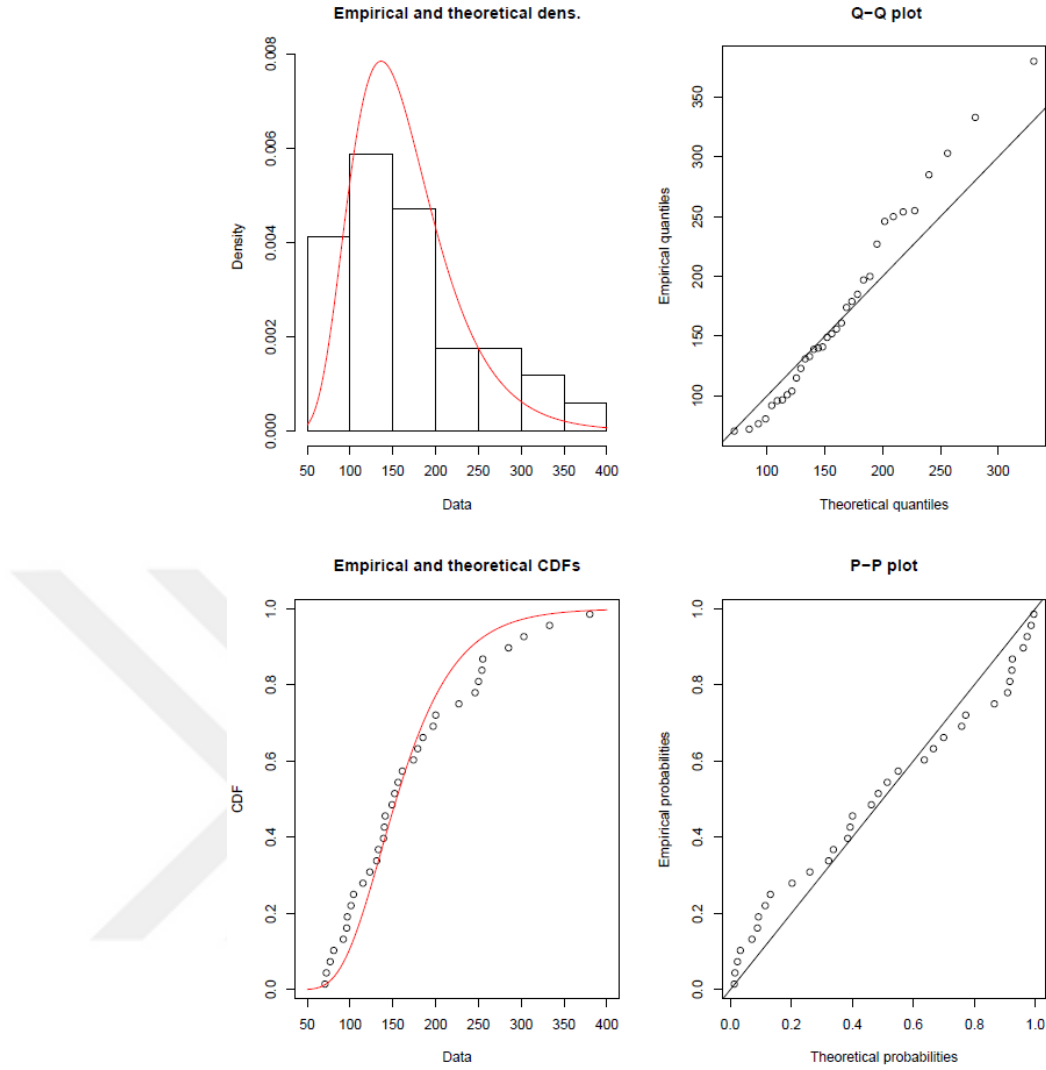 Empirical and theoretical dens.
Density
0.000 0.002 0.004 0.006 0.008
50 100 150 200 250 300 350 400
Data
Q−Q plot
Empirical quantiles
100 150 200 250 300 350
100 150 200 250 300
Theoretical quantiles
Empirical and theoretical CDFs
CDF
0.0 0.2 0.4 0.6 0.8 1.0
50 100 150 200 250 300 350 400
Data
P−P plot
Empirical probabilities
0.0 0.2 0.4 0.6 0.8 1.0
0.0 0.2 0.4 0.6 0.8 1.0
Theoretical probabilities